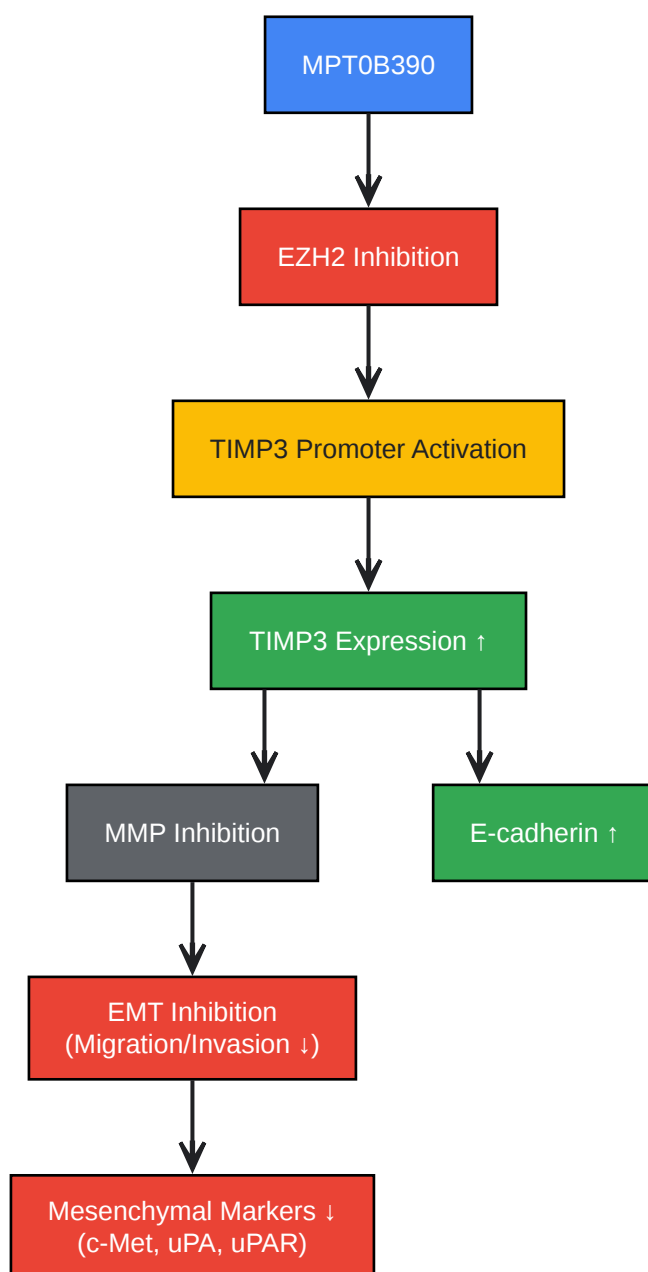 MPT0B390
EZH2 Inhibition
TIMP3 Promoter Activation
TIMP3 Expression ↑
MMP Inhibition
E-cadherin ↑
EMT Inhibition
(Migration/Invasion ↓)
Mesenchymal Markers ↓
(c-Met, uPA, uPAR)